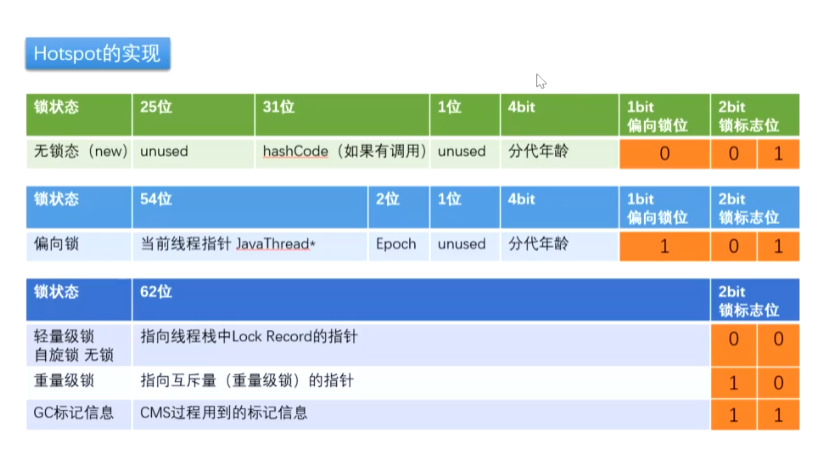 Hotspot的实现
锁状态 25位 31位 1位 4bit 1bit 2bit
偏向锁位 锁标志位
无锁态（new） unused hashCode（如果有调用） unused 分代年龄 0 0 1
锁状态 54位 2位 1位 4bit 1bit 2bit
偏向锁位 锁标志位
偏向锁 当前线程指针 JavaThread* Epoch unused 分代年龄 1 0 1
锁状态 62位 2bit
锁标志位
轻量级锁 指向线程栈中Lock Record的指针 0 0
自旋锁 无锁
重量级锁 指向互斥量（重量级锁）的指针 1 0
GC标记信息 CMS过程用到的标记信息 1 1